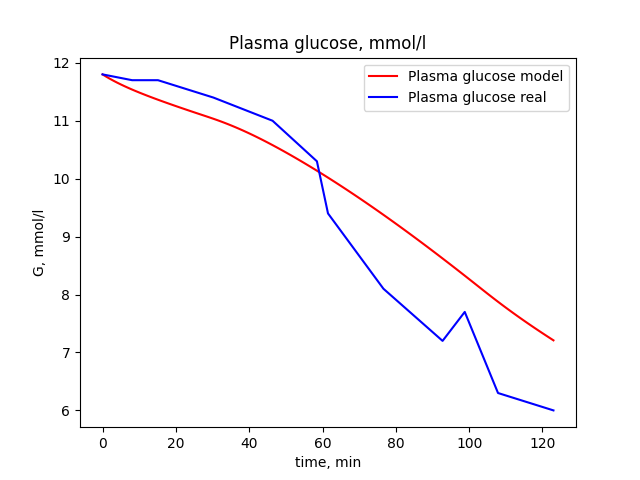 Plasma glucose, mmol/l
Plasma glucose model
Plasma glucose real
G, mmol/l
12
11
10
9
8
7
6
0 20 40 60 80 100 120
time, min